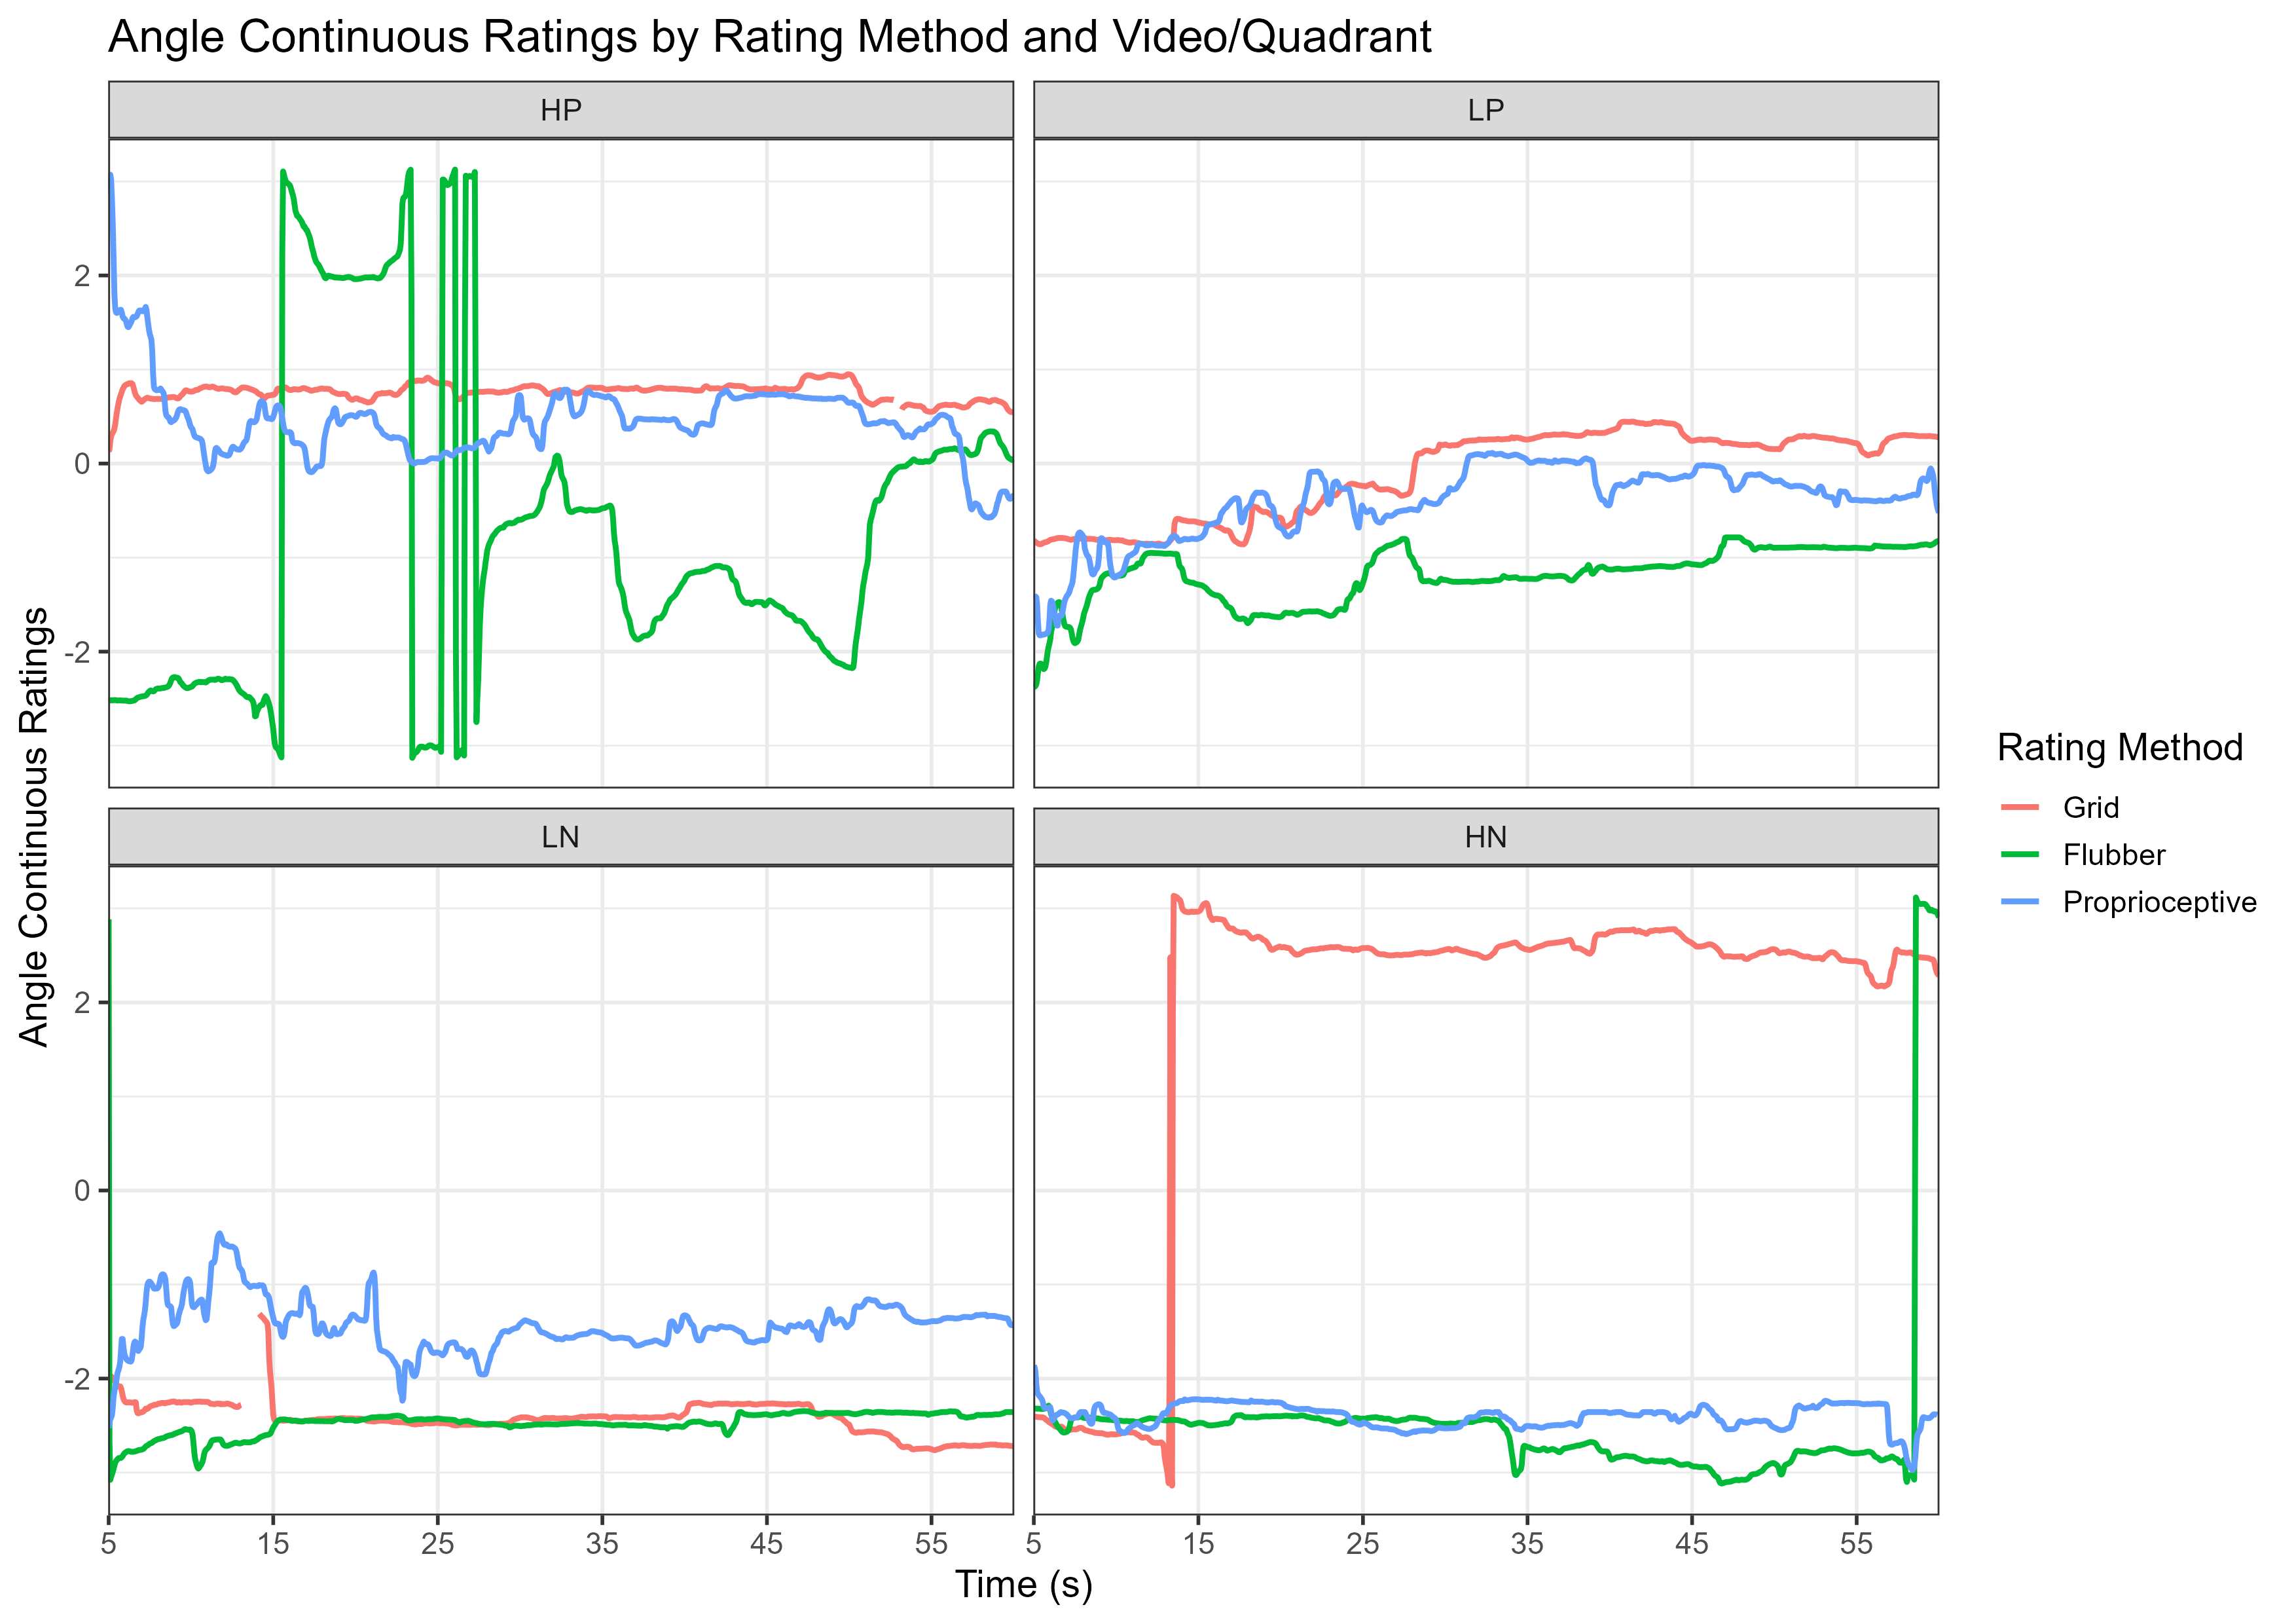 Angle Continuous Ratings by Rating Method and Video/Quadrant
HP
LP
2
0
-2
LN
HN
2
0
-2
5
15
25
35
45
55
5
15
25
35
45
55
Time (s)
Angle Continuous Ratings
Rating Method
Grid
Flubber
Proprioceptive